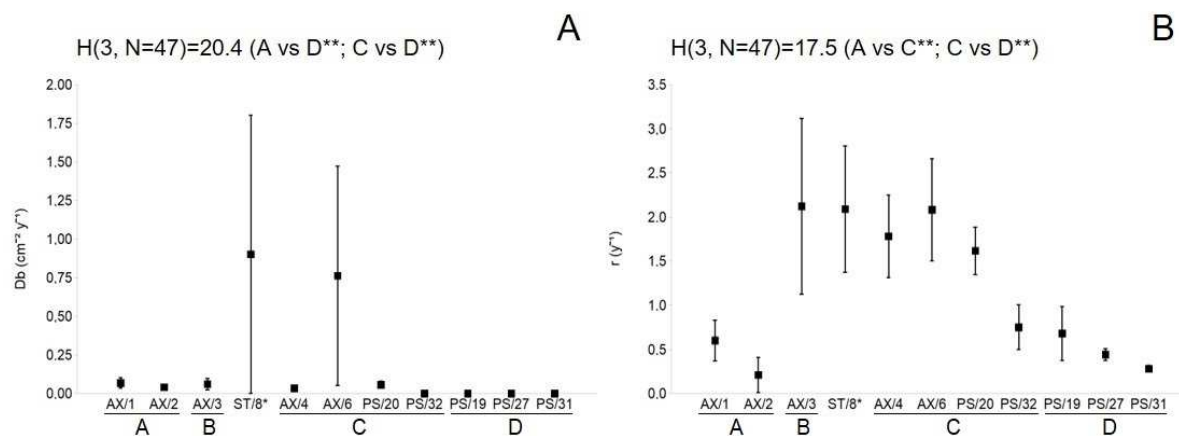 A
H(3, N=47)=20.4 (A vs D**; C vs D**)
2.00
1.75
1.50
1.25
1.00
0.75
0.50
0.25
0.00
Db (cm⁻² y⁻¹)
AX/1 AX/2 AX/3 ST/8* AX/4 AX/6 PS/20 PS/32 PS/19 PS/27 PS/31
A B C D
B
H(3, N=47)=17.5 (A vs C**; C vs D**)
3.5
3.0
2.5
2.0
1.5
1.0
0.5
0.0
r (y⁻¹)
AX/1 AX/2 AX/3 ST/8* AX/4 AX/6 PS/20 PS/32 PS/19 PS/27 PS/31
A B C D